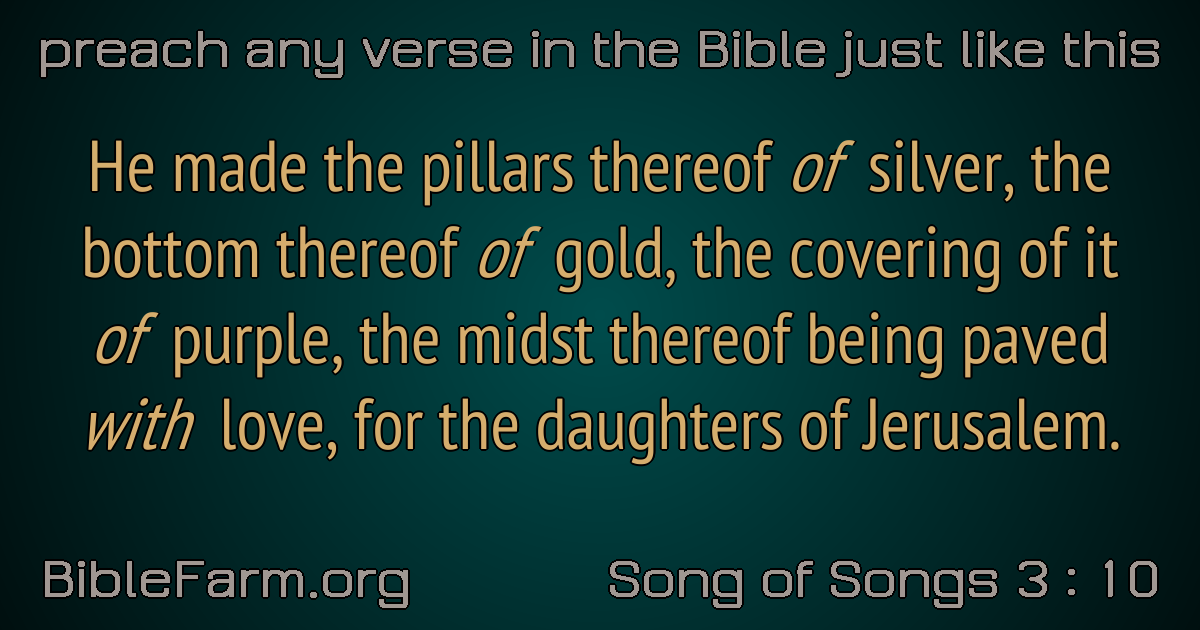 preach any verse in the Bible just like this
He made the pillars thereof of silver, the
bottom thereof of gold, the covering of it
of purple, the midst thereof being paved
with love, for the daughters of Jerusalem.
BibleFarm.org
Song of Songs 3 : 10